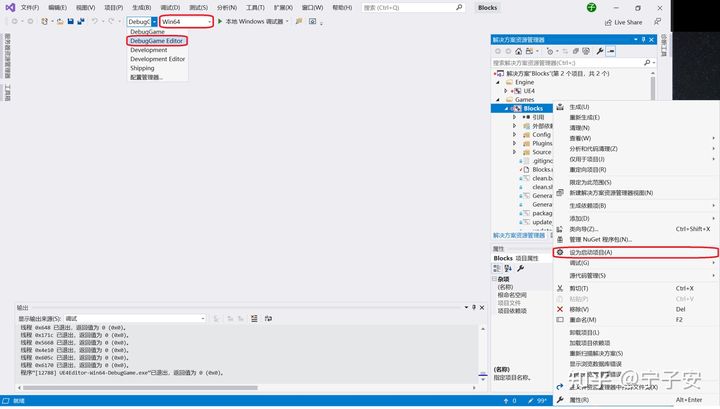 文件(F) 编辑(E) 视图(V) Git(G) 项目(P) 生成(B) 调试(D) 测试(S) 分析(N) 工具(T) 扩展(X) 窗口(W) 帮助(H) 搜索(Ctrl+Q) Blocks
DebugG Win64 本地 Windows 调试器 Live Share
DebugGame
DebugGame Editor
Development
Development Editor
Shipping
配置管理器...
服务器资源管理器
工具箱
诊断工具
解决方案资源管理器
搜索解决方案资源管理器(Ctrl+;)
解决方案"Blocks"(第 2 个项目，共 2 个)
Engine
UE4
Games
Blocks
引用
外部依赖
Config
Plugins
Source
.gitigno
Blocks.u
clean.ba
clean.sh
Genera
Genera
packag
update_
解决方案资源管理器
属性
Blocks 项目属性
杂项
(名称)
根命名空间
项目文件
项目依赖项
(名称)
指定项目名称。
生成(U)
重新生成(E)
清理(N)
查看(W)
分析和代码清理(Z)
仅用于项目(J)
重定向项目(R)
限定为此范围(S)
新建解决方案资源管理器视图(N)
生成依赖项(B)
添加(D)
类向导(Z)... Ctrl+Shift+X
管理 NuGet 程序包(N)...
设为启动项目(A)
调试(G)
源代码管理(S)
剪切(T) Ctrl+X
粘贴(P) Ctrl+V
移除(V) Del
重命名(M) F2
卸载项目(L)
加载项目依赖项
重新扫描解决方案(S)
显示浏览数据库错误
在文件资源管理器中打开文件夹(X)
属性(R) Alt+Enter
输出
显示输出来源(S): 调试
线程 0x648 已退出，返回值为 0 (0x0)。
线程 0x171c 已退出，返回值为 0 (0x0)。
线程 0x5668 已退出，返回值为 0 (0x0)。
线程 0x4e10 已退出，返回值为 0 (0x0)。
线程 0x605c 已退出，返回值为 0 (0x0)。
线程 0x6170 已退出，返回值为 0 (0x0)。
程序"[12788] UE4Editor-Win64-DebugGame.exe"已退出，返回值为 0 (0x0)。
就绪 0 99+
知乎 @宁子安